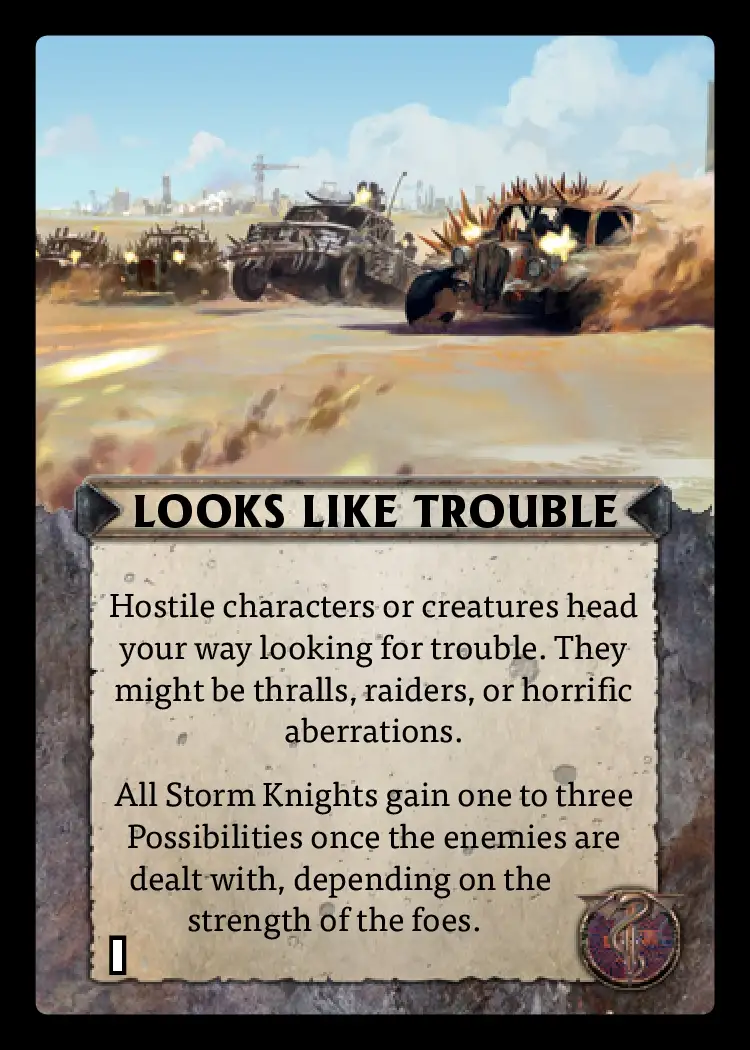 LOOKS LIKE TROUBLE
Hostile characters or creatures head
your way looking for trouble. They
might be thralls, raiders, or horrific
aberrations.
All Storm Knights gain one to three
Possibilities once the enemies are
dealt with, depending on the
strength of the foes.